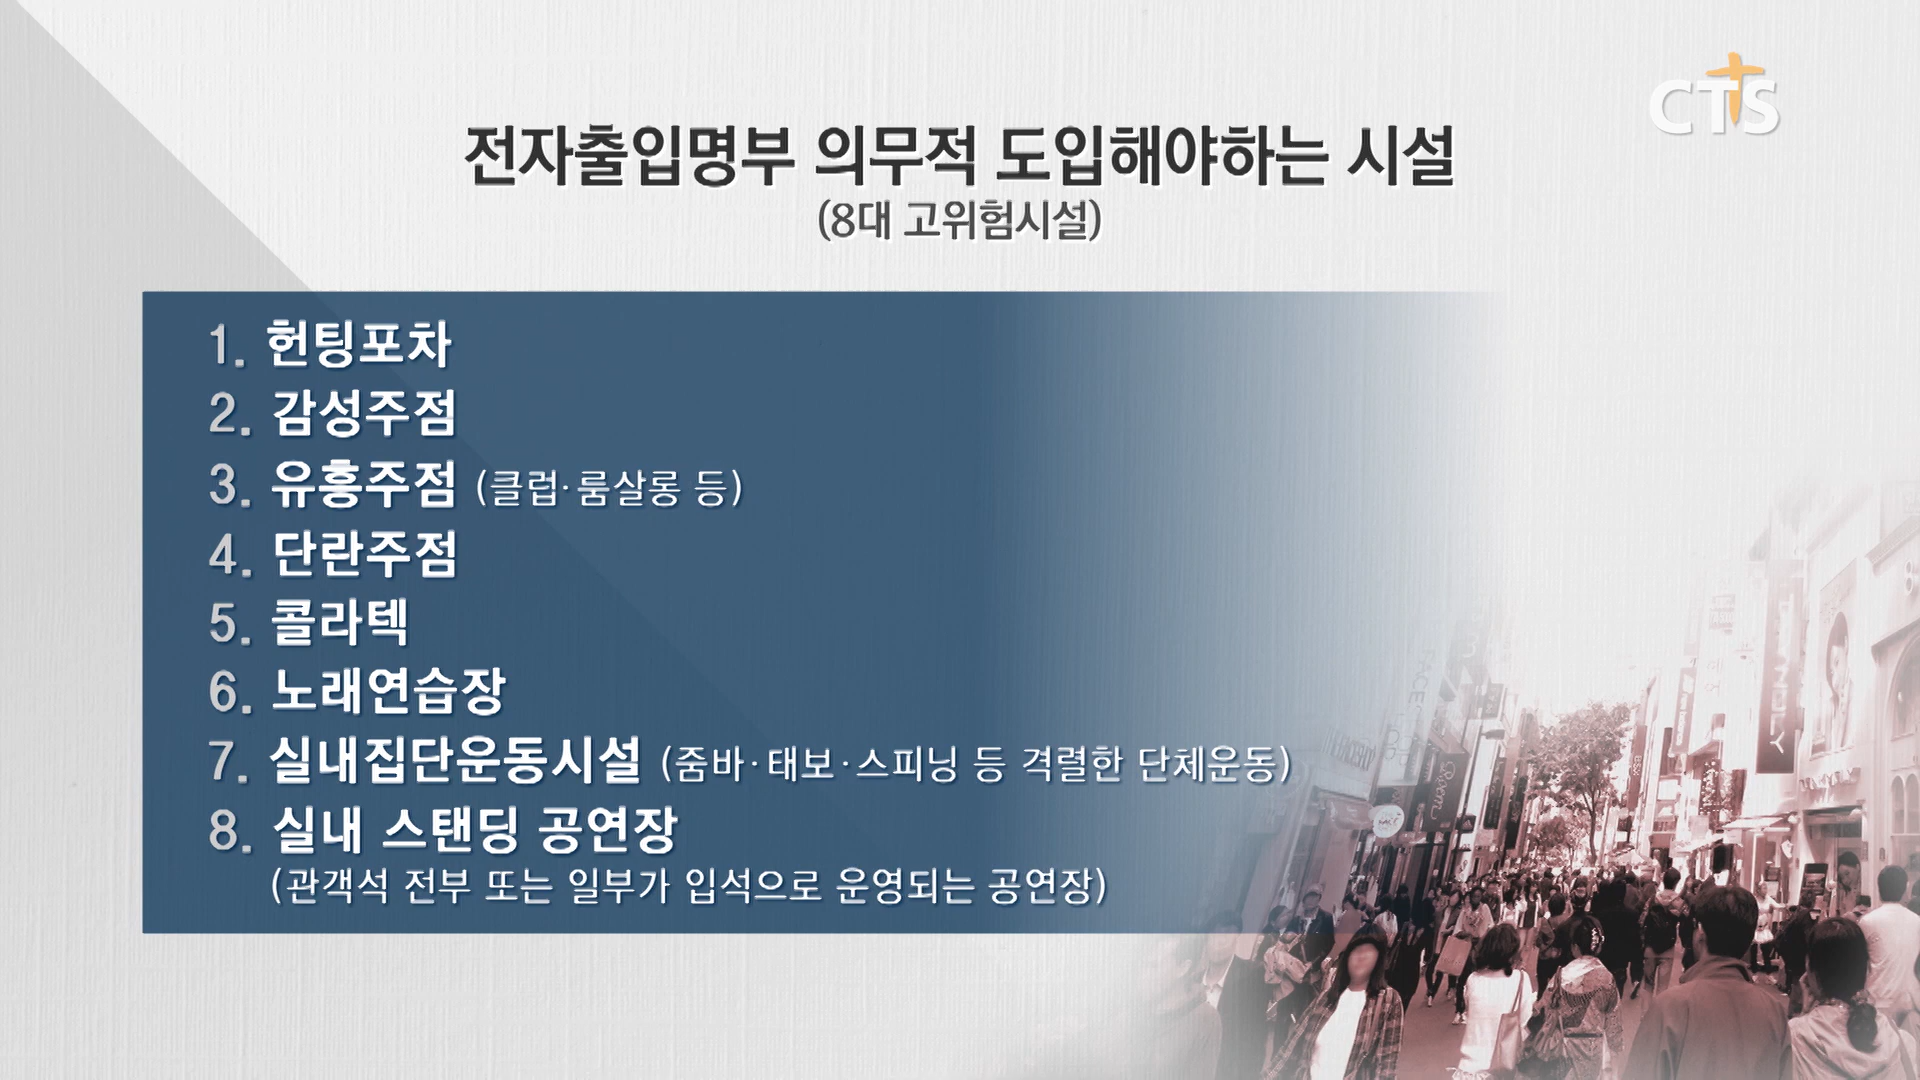 CTS
전자출입명부 의무적 도입해야하는 시설
(8대 고위험시설)
1. 헌팅포차
2. 감성주점
3. 유흥주점 (클럽·룸살롱 등)
4. 단란주점
5. 콜라텍
6. 노래연습장
7. 실내집단운동시설 (줌바·태보·스피닝 등 격렬한 단체운동)
8. 실내 스탠딩 공연장
(관객석 전부 또는 일부가 입석으로 운영되는 공연장)